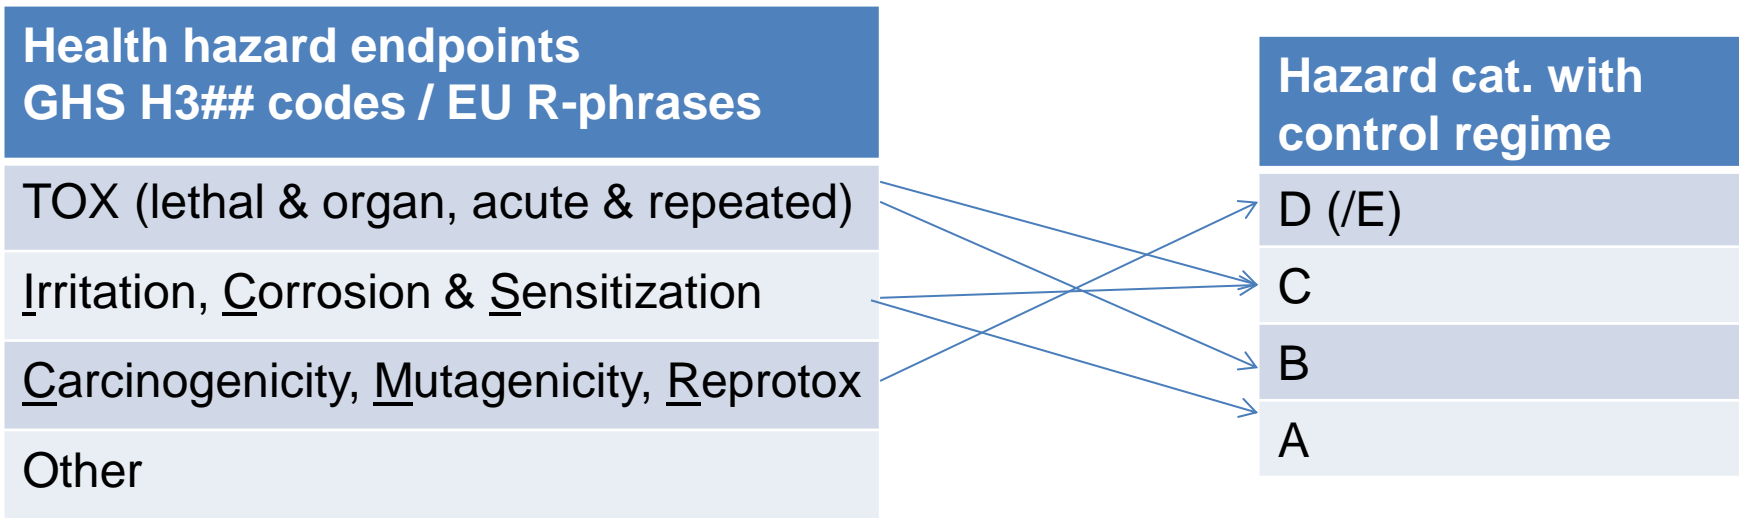 Health hazard endpoints
GHS H3## codes / EU R-phrases
TOX (lethal & organ, acute & repeated)
Irritation, Corrosion & Sensitization
Carcinogenicity, Mutagenicity, Reprotox
Other
Hazard cat. with
control regime
D (/E)
C
B
A